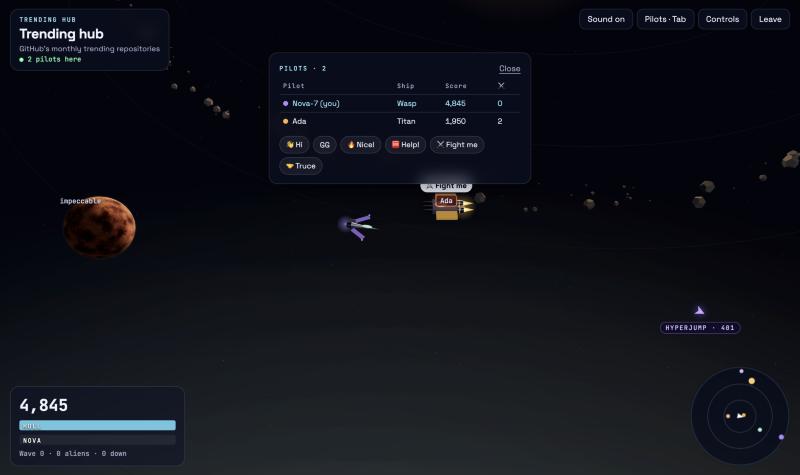 TRENDING HUB
Trending hub
GitHub's monthly trending repositories
2 pilots here
Sound on
Pilots · Tab
Controls
Leave
PILOTS · 2
Close
Pilot Ship Score ⚔
Nova-7 (you) Wasp 4,845 0
Ada Titan 1,950 2
👋 Hi
GG
🔥 Nice!
🆘 Help!
⚔ Fight me
🤝 Truce
⚔ Fight me
Ada
impeccable
HYPERJUMP · 401
4,845
HULL
NOVA
Wave 0 · 0 aliens · 0 down